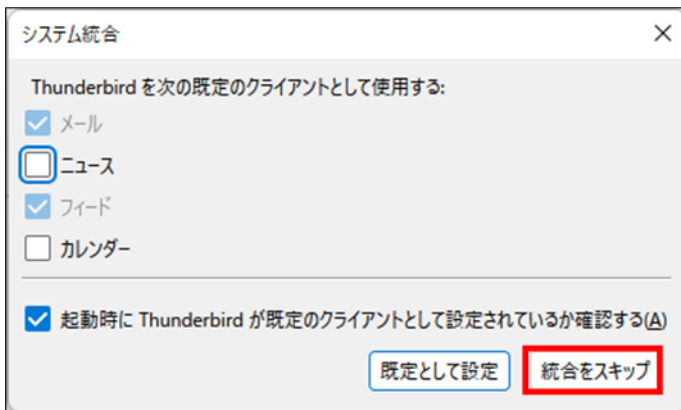 システム統合
Thunderbird を次の既定のクライアントとして使用する:
メール
ニュース
フィード
カレンダー
起動時に Thunderbird が既定のクライアントとして設定されているか確認する(A)
既定として設定 統合をスキップ